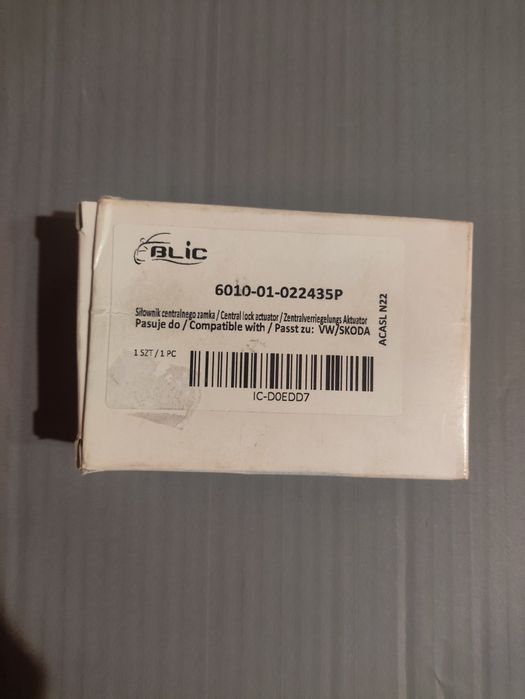 BLIC
6010-01-022435P
Siłownik centralnego zamka / Central lock actuator / Zentralverriegelungs Aktuator
Pasuje do / Compatible with / Passt zu: VW/SKODA
1 SZT / 1 PC
IC-D0EDD7
ACASL N22